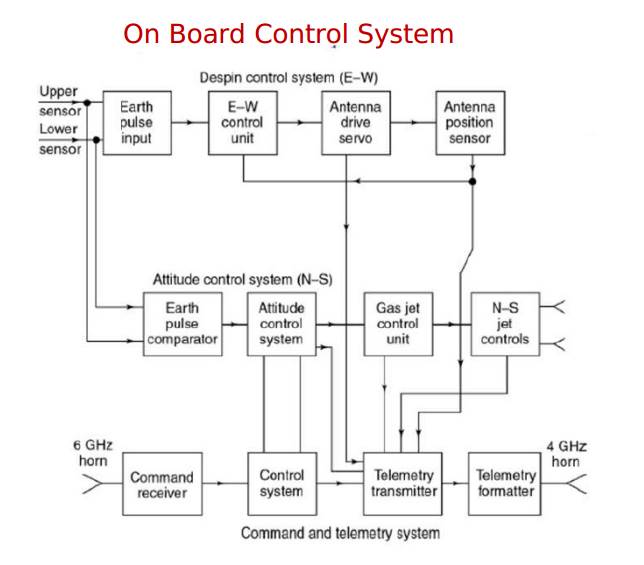 On Board Control System
Despin control system (E–W)
Upper
sensor
Lower
sensor
Earth
pulse
input
E–W
control
unit
Antenna
drive
servo
Antenna
position
sensor
Attitude control system (N–S)
Earth
pulse
comparator
Attitude
control
system
Gas jet
control
unit
N–S
jet
controls
6 GHz
horn
Command
receiver
Control
system
Telemetry
transmitter
Telemetry
formatter
4 GHz
horn
Command and telemetry system